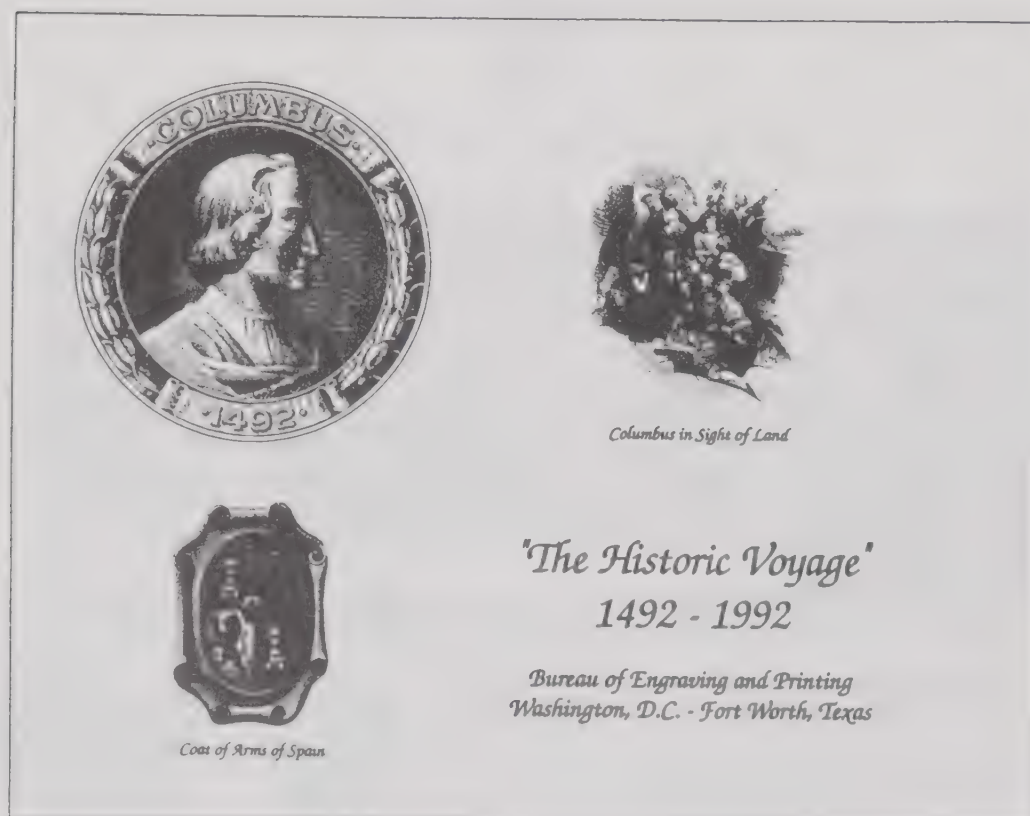 ·COLUMBUS·
·1492·
Columbus in Sight of Land
Coat of Arms of Spain
"The Historic Voyage"
1492 - 1992
Bureau of Engraving and Printing
Washington, D.C. - Fort Worth, Texas